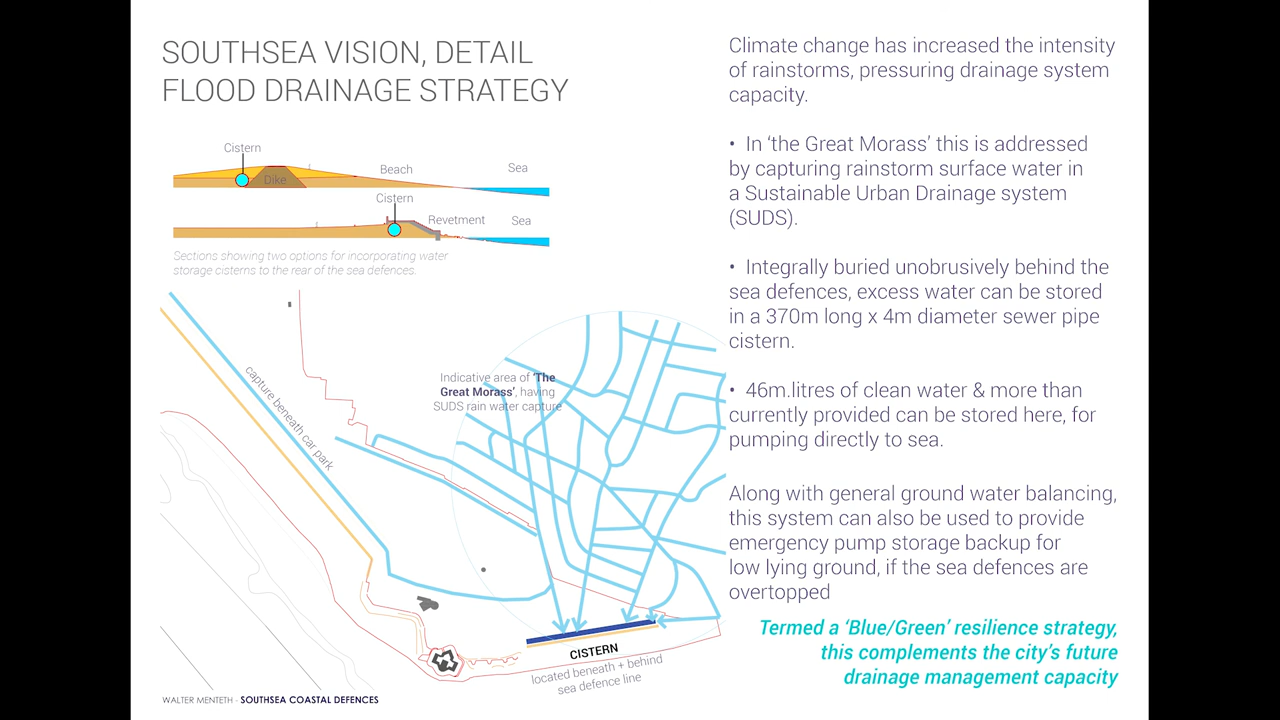 SOUTHSEA VISION, DETAIL
FLOOD DRAINAGE STRATEGY
Cistern
Dike
Beach
Sea
Cistern
Revetment
Sea
Sections showing two options for incorporating water
storage cisterns to the rear of the sea defences.
capture beneath car park
Indicative area of 'The
Great Morass', having
SUDS rain water capture
CISTERN
located beneath + behind
sea defence line
WALTER MENTETH - SOUTHSEA COASTAL DEFENCES
Climate change has increased the intensity
of rainstorms, pressuring drainage system
capacity.
• In 'the Great Morass' this is addressed
by capturing rainstorm surface water in
a Sustainable Urban Drainage system
(SUDS).
• Integrally buried unobrusively behind the
sea defences, excess water can be stored
in a 370m long x 4m diameter sewer pipe
cistern.
• 46m.litres of clean water & more than
currently provided can be stored here, for
pumping directly to sea.
Along with general ground water balancing,
this system can also be used to provide
emergency pump storage backup for
low lying ground, if the sea defences are
overtopped
Termed a 'Blue/Green' resilience strategy,
this complements the city's future
drainage management capacity